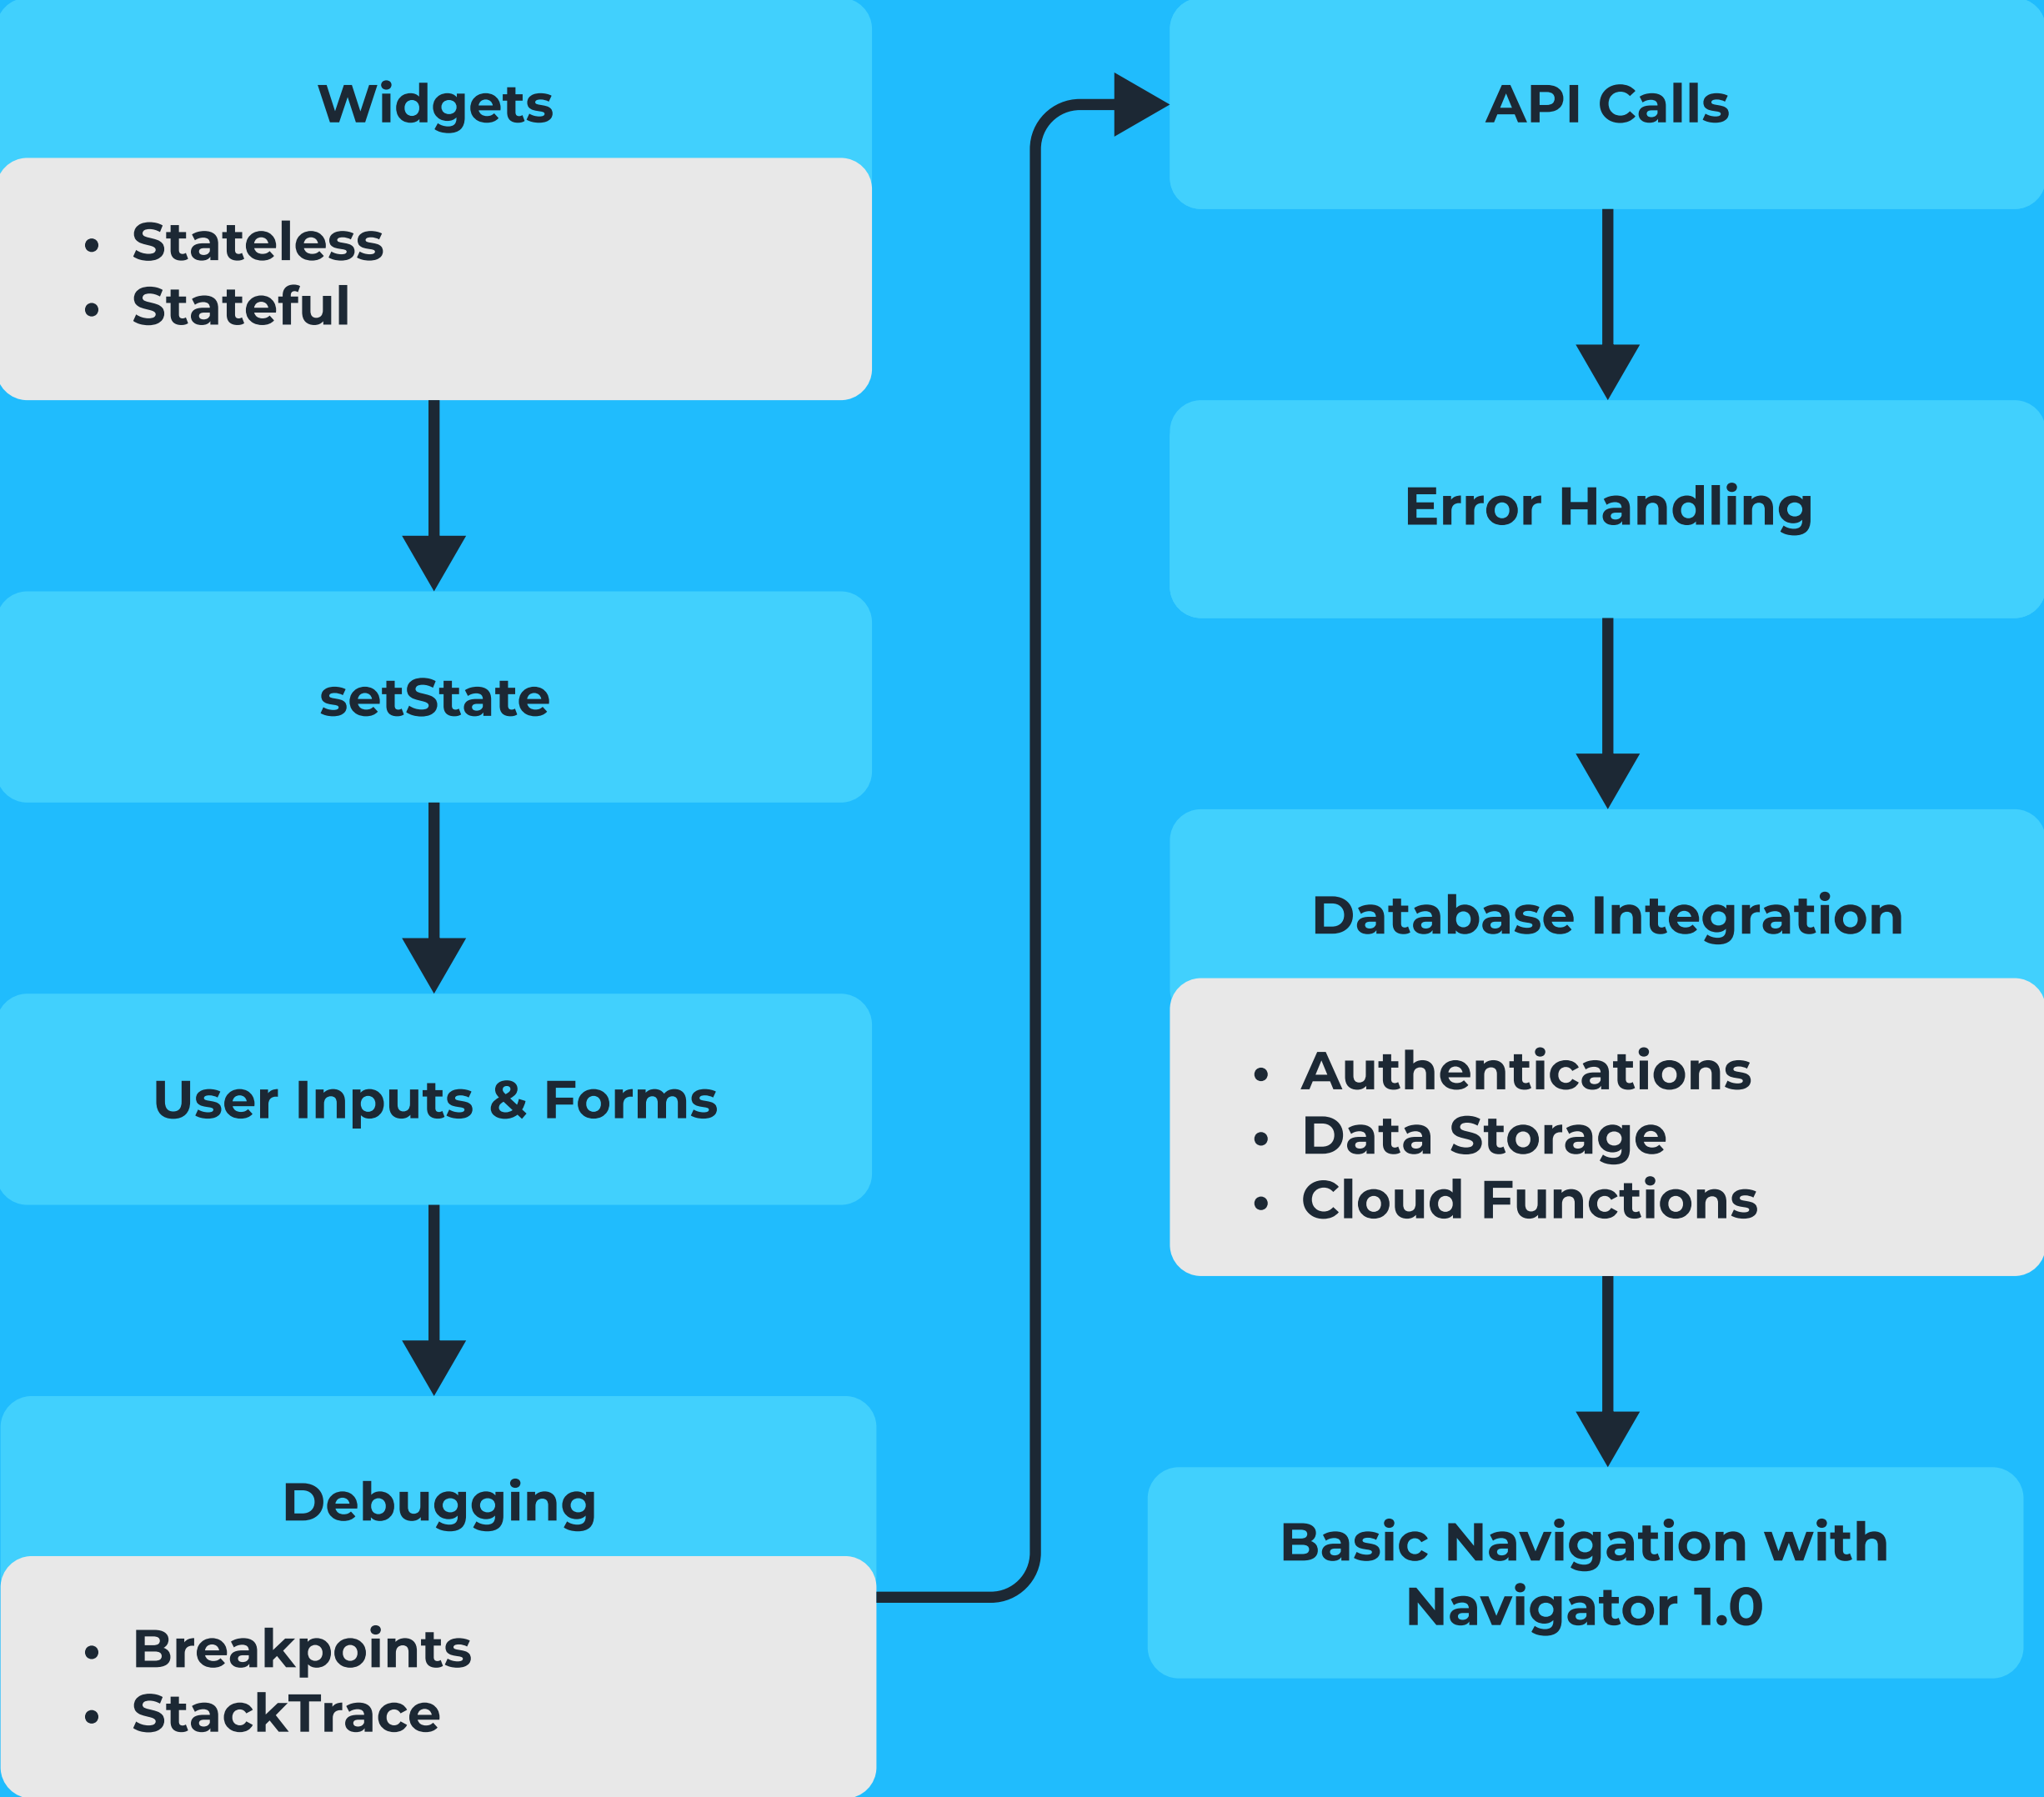 Widgets
• Stateless
• Stateful
setState
User Inputs & Forms
Debugging
• Breakpoints
• StackTrace
API Calls
Error Handling
Database Integration
• Authentications
• Data Storage
• Cloud Functions
Basic Navigation with
Navigator 1.0